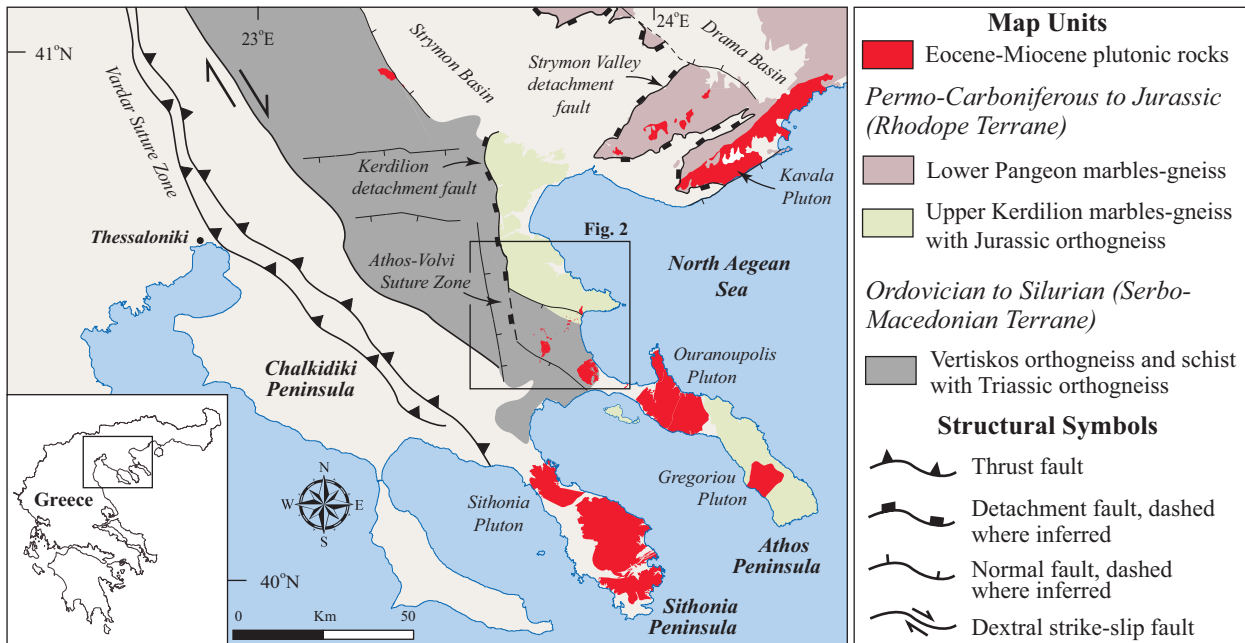 41°N
23°E
24°E
Vardar Suture Zone
Strymon Basin
Drama Basin
Strymon Valley
detachment
fault
Kerdilion
detachment fault
Kavala
Pluton
Thessaloniki
Fig. 2
Athos-Volvi
Suture Zone
North Aegean
Sea
Chalkidiki
Peninsula
Ouranoupolis
Pluton
Gregoriou
Pluton
Sithonia
Pluton
Athos
Peninsula
Sithonia
Peninsula
40°N
0 Km 50
N
W E
S
Greece
Map Units
Eocene-Miocene plutonic rocks
Permo-Carboniferous to Jurassic
(Rhodope Terrane)
Lower Pangeon marbles-gneiss
Upper Kerdilion marbles-gneiss
with Jurassic orthogneiss
Ordovician to Silurian (Serbo-
Macedonian Terrane)
Vertiskos orthogneiss and schist
with Triassic orthogneiss
Structural Symbols
Thrust fault
Detachment fault, dashed
where inferred
Normal fault, dashed
where inferred
Dextral strike-slip fault